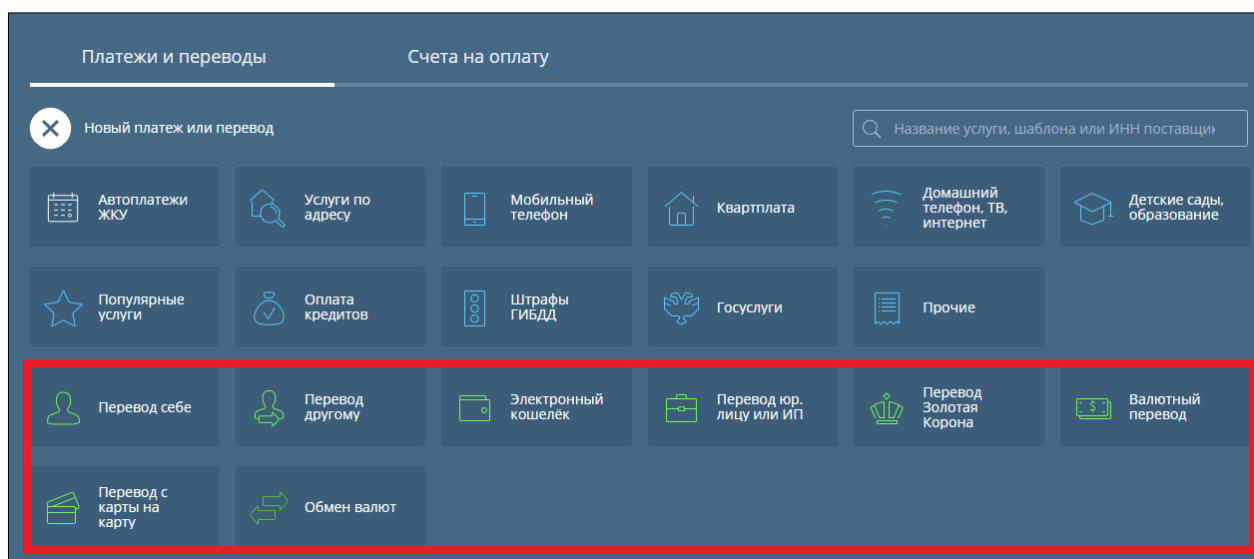 Платежи и переводы
Счета на оплату
Новый платеж или перевод
Название услуги, шаблона или ИНН поставщик
Автоплатежи
ЖКУ
Услуги по
адресу
Мобильный
телефон
Квартплата
Домашний
телефон, ТВ,
интернет
Детские сады,
образование
Популярные
услуги
Оплата
кредитов
Штрафы
ГИБДД
Госуслуги
Прочие
Перевод себе
Перевод
другому
Электронный
кошелёк
Перевод юр.
лицу или ИП
Перевод
Золотая
Корона
$
Валютный
перевод
Перевод с
карты на
карту
Обмен валют